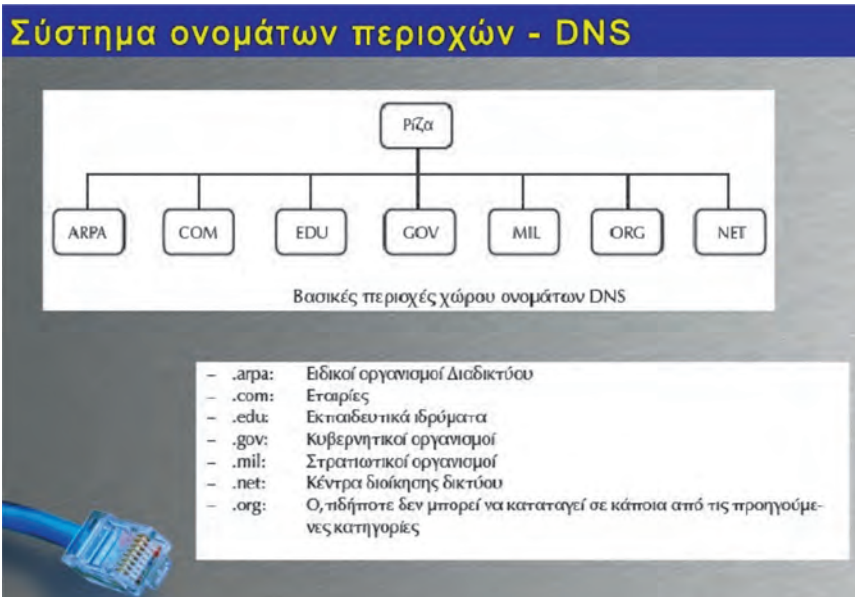 Σύστημα ονομάτων περιοχών - DNS
Ρίζα
ARPA COM EDU GOV MIL ORG NET
Βασικές περιοχές χώρου ονομάτων DNS
– .arpa: Ειδικοί οργανισμοί Διαδικτύου
– .com: Εταιρίες
– .edu: Εκπαιδευτικά ιδρύματα
– .gov: Κυβερνητικοί οργανισμοί
– .mil: Στρατιωτικοί οργανισμοί
– .net: Κέντρα διοίκησης δικτύου
– .org: Ο,τιδήποτε δεν μπορεί να καταταγεί σε κάποια από τις προηγούμε-
νες κατηγορίες